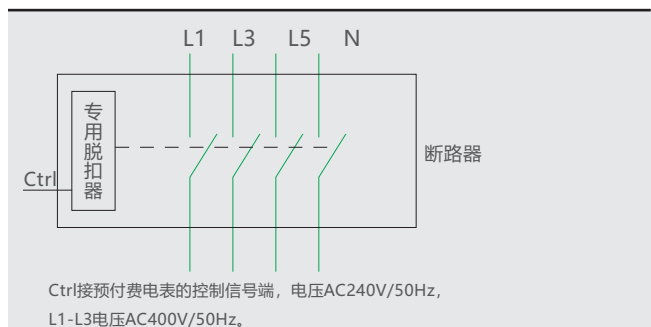 L1 L3 L5 N
专用脱扣器
断路器
Ctrl
Ctrl接预付费电表的控制信号端，电压AC240V/50Hz，
L1-L3电压AC400V/50Hz。